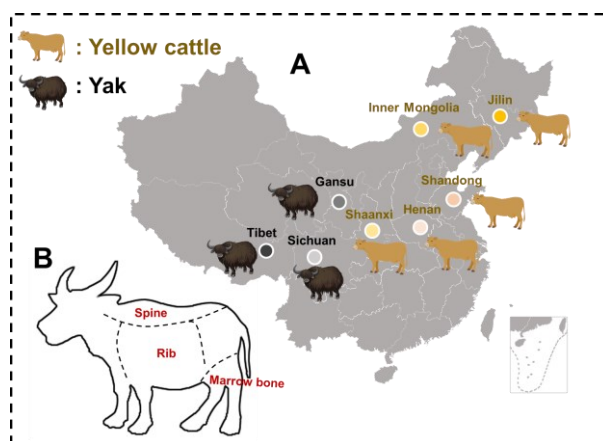 : Yellow cattle
: Yak
A
Inner Mongolia
Jilin
Gansu
Shandong
Shaanxi
Henan
Tibet
Sichuan
B
Spine
Rib
Marrow bone